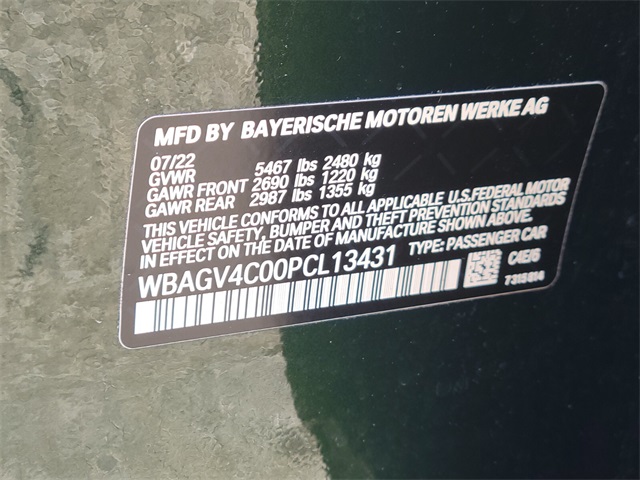 MFD BY BAYERISCHE MOTOREN WERKE AG
07/22
GVWR 5467 lbs 2480 kg
GAWR FRONT 2690 lbs 1220 kg
GAWR REAR 2987 lbs 1355 kg
THIS VEHICLE CONFORMS TO ALL APPLICABLE U.S.FEDERAL MOTOR
VEHICLE SAFETY, BUMPER AND THEFT PREVENTION STANDARDS
IN EFFECT ON THE DATE OF MANUFACTURE SHOWN ABOVE.
WBAGV4C00PCL13431 TYPE: PASSENGER CAR
C4E/6